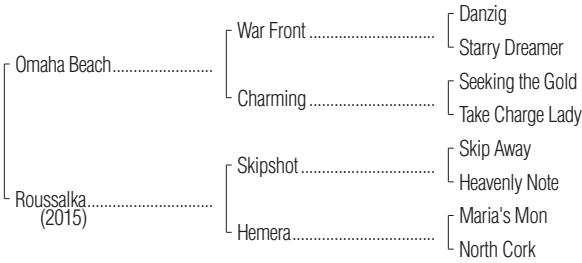 Danzig
War Front
Starry Dreamer
Omaha Beach
Seeking the Gold
Charming
Take Charge Lady
Skip Away
Skipshot
Heavenly Note
Roussalka
(2015)
Maria's Mon
Hemera
North Cork